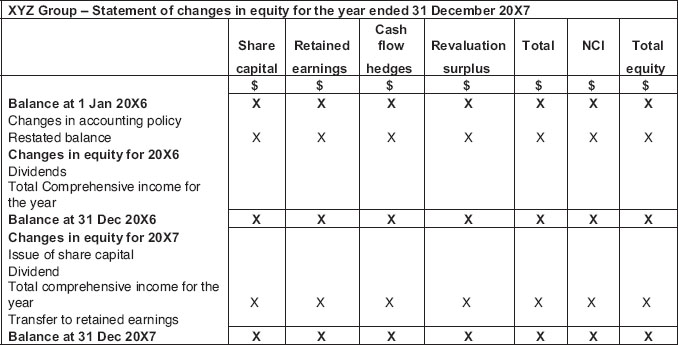 XYZ Group – Statement of changes in equity for the year ended 31 December 20X7
Share capital Retained earnings Cash flow hedges Revaluation surplus Total NCI Total equity
$ $ $ $ $ $ $
Balance at 1 Jan 20X6 X X X X X X X
Changes in accounting policy
Restated balance X X X X X X X
Changes in equity for 20X6
Dividends
Total Comprehensive income for
the year
Balance at 31 Dec 20X6 X X X X X X X
Changes in equity for 20X7
Issue of share capital
Dividend
Total comprehensive income for the
year X X X X X X X
Transfer to retained earnings
Balance at 31 Dec 20X7 X X X X X X X